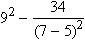 9² − 34/(7 − 5)²